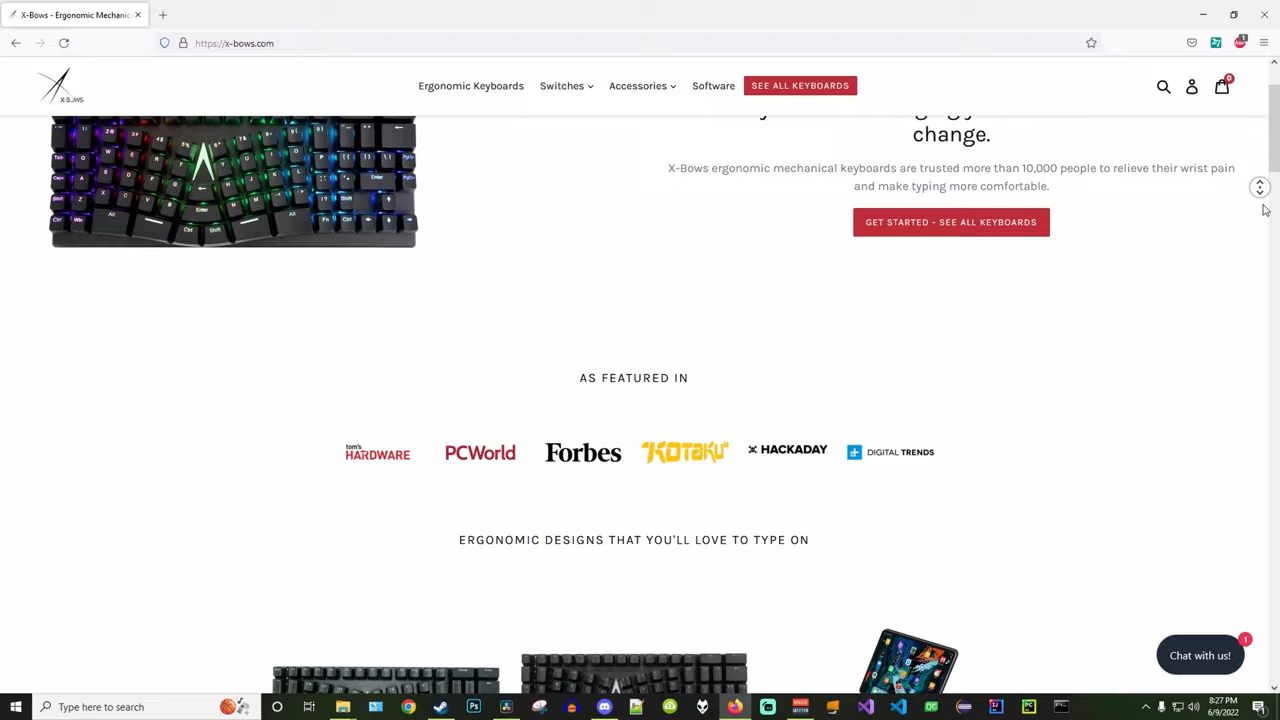 X-Bows - Ergonomic Mechanic
https://x-bows.com
X-BOWS
Ergonomic Keyboards
Switches
Accessories
Software
SEE ALL KEYBOARDS
0
change.
X-Bows ergonomic mechanical keyboards are trusted more than 10,000 people to relieve their wrist pain
and make typing more comfortable.
GET STARTED - SEE ALL KEYBOARDS
AS FEATURED IN
tom's
HARDWARE
PCWorld
Forbes
KOTAKU
HACKADAY
DIGITAL TRENDS
ERGONOMIC DESIGNS THAT YOU'LL LOVE TO TYPE ON
1
Chat with us!
Type here to search
8:27 PM
6/9/2022